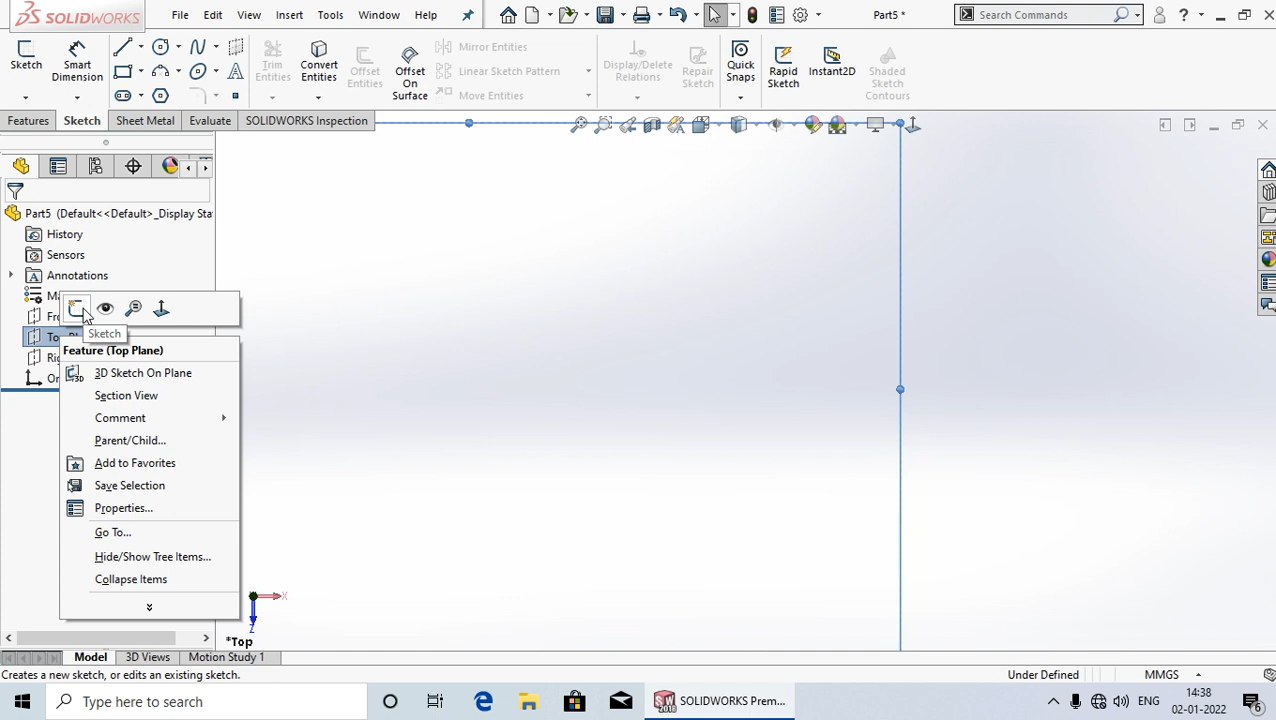 SOLIDWORKS File Edit View Insert Tools Window Help Part5 * Search Commands ?
Sketch Smart Dimension Trim Entities Convert Entities Offset Entities Offset On Surface Mirror Entities Linear Sketch Pattern Move Entities Display/Delete Relations Repair Sketch Quick Snaps Rapid Sketch Instant2D Shaded Sketch Contours
Features Sketch Sheet Metal Evaluate SOLIDWORKS Inspection
Part5 (Default<<Default>_Display Sta
History
Sensors
Annotations
Ma
Fro
To
Sketch
Feature (Top Plane)
Rig
3D Sketch On Plane
Or
Section View
Comment
Parent/Child...
Add to Favorites
Save Selection
Properties...
Go To...
Hide/Show Tree Items...
Collapse Items
X
Z
*Top
Model 3D Views Motion Study 1
Creates a new sketch, or edits an existing sketch. Under Defined MMGS
Type here to search SOLIDWORKS Prem... ENG 14:38
02-01-2022 6